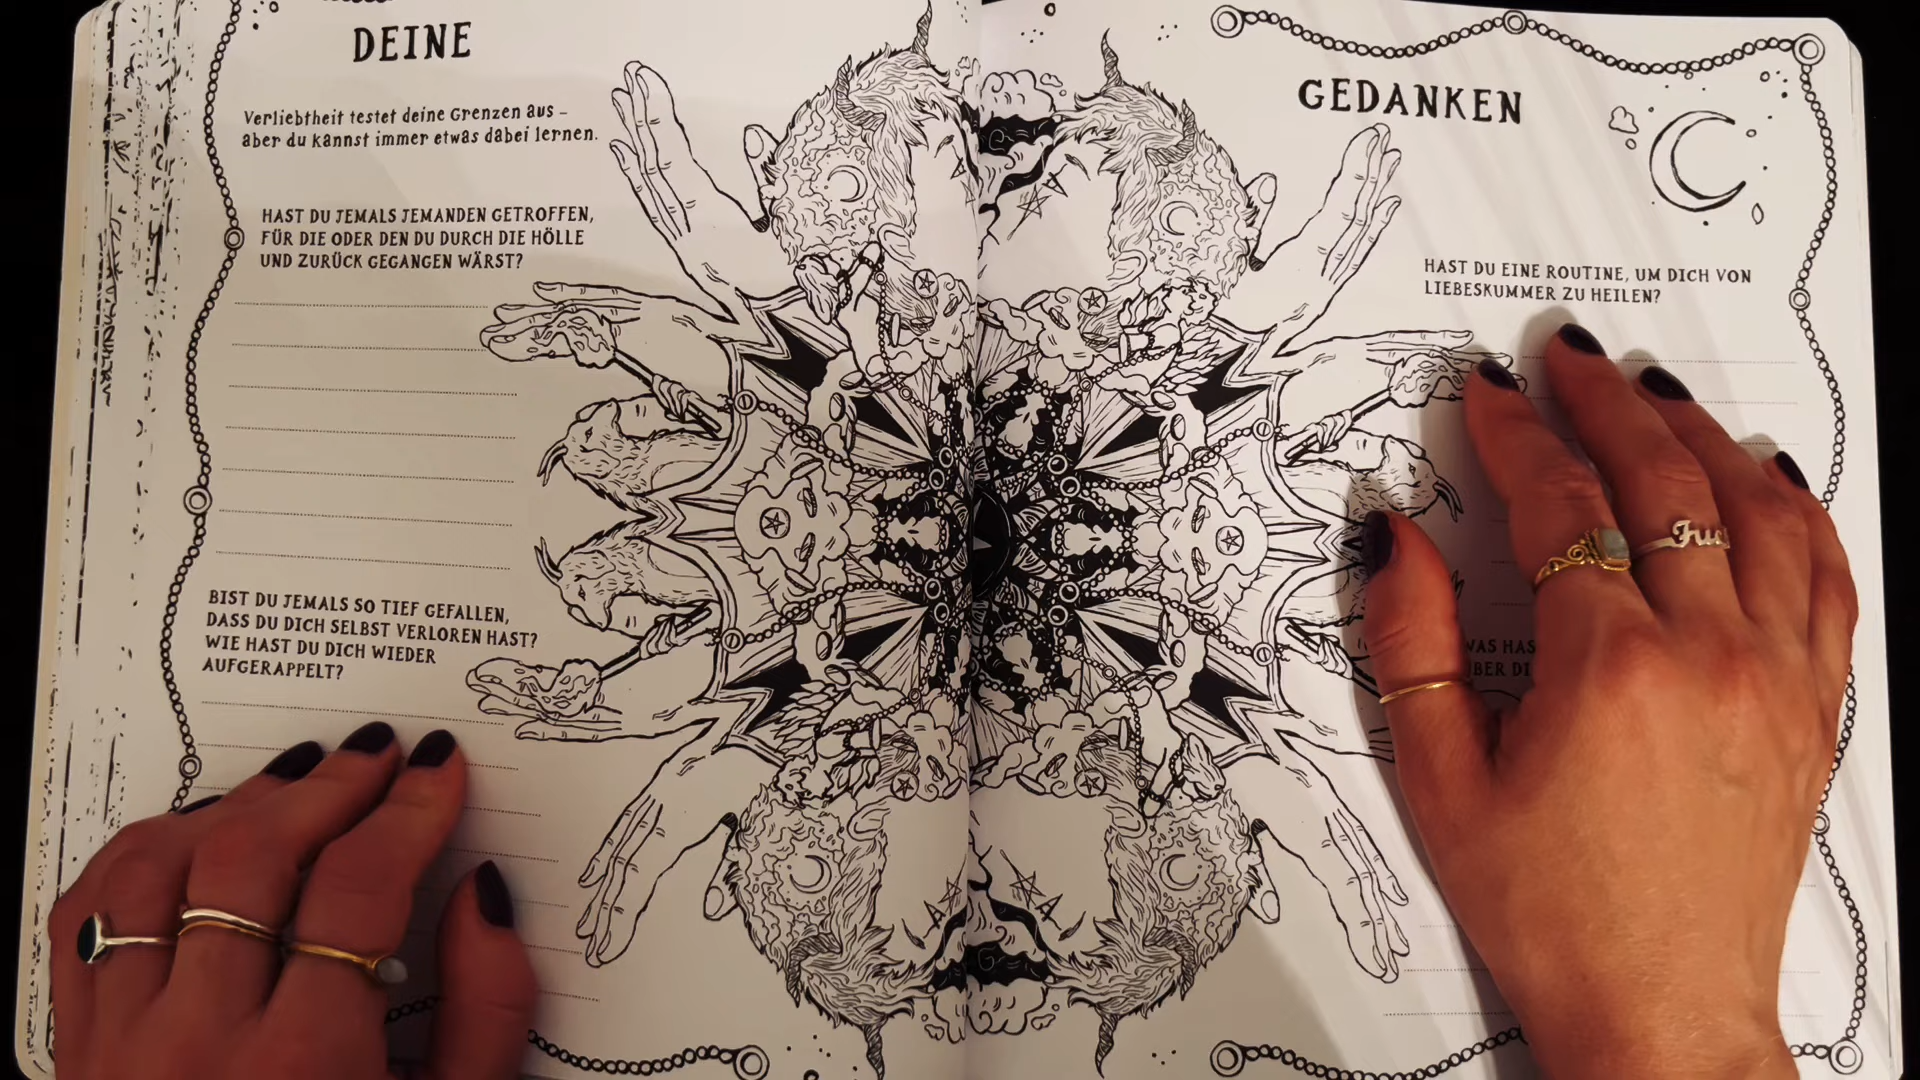 DEINE
Verliebtheit testet deine Grenzen aus –
aber du kannst immer etwas dabei lernen.
HAST DU JEMALS JEMANDEN GETROFFEN,
FÜR DIE ODER DEN DU DURCH DIE HÖLLE
UND ZURÜCK GEGANGEN WÄRST?
BIST DU JEMALS SO TIEF GEFALLEN,
DASS DU DICH SELBST VERLOREN HAST?
WIE HAST DU DICH WIEDER
AUFGERAPPELT?
GEDANKEN
HAST DU EINE ROUTINE, UM DICH VON
LIEBESKUMMER ZU HEILEN?
WAS HAS